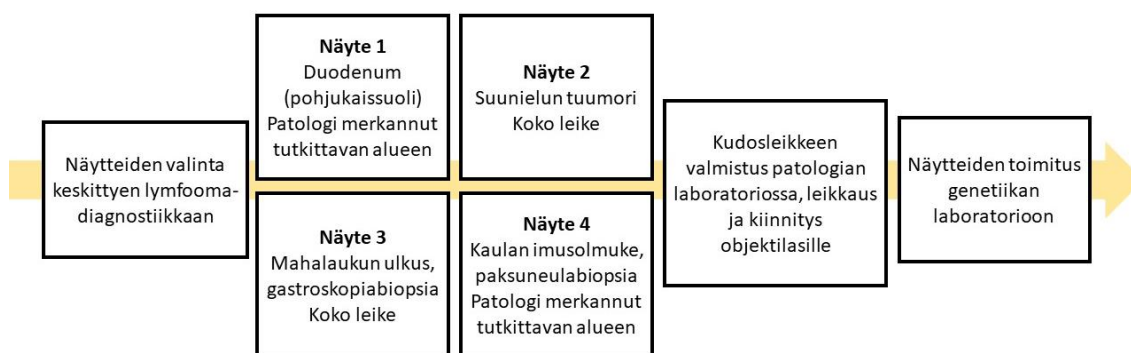 Näytteiden valinta
keskittyen lymfooma-
diagnostiikkaan
Näyte 1
Duodenum
(pohjukaissuoli)
Patologi merkannut
tutkittavan alueen
Näyte 2
Suunielun tuumori
Koko leike
Näyte 3
Mahalaukun ulkus,
gastroskopiabiopsia
Koko leike
Näyte 4
Kaulan imusolmuke,
paksuneulabiopsia
Patologi merkannut
tutkittavan alueen
Kudosleikkeen
valmistus patologian
laboratoriossa, leikkaus
ja kiinnitys
objektilasille
Näytteiden toimitus
genetiikan
laboratorioon